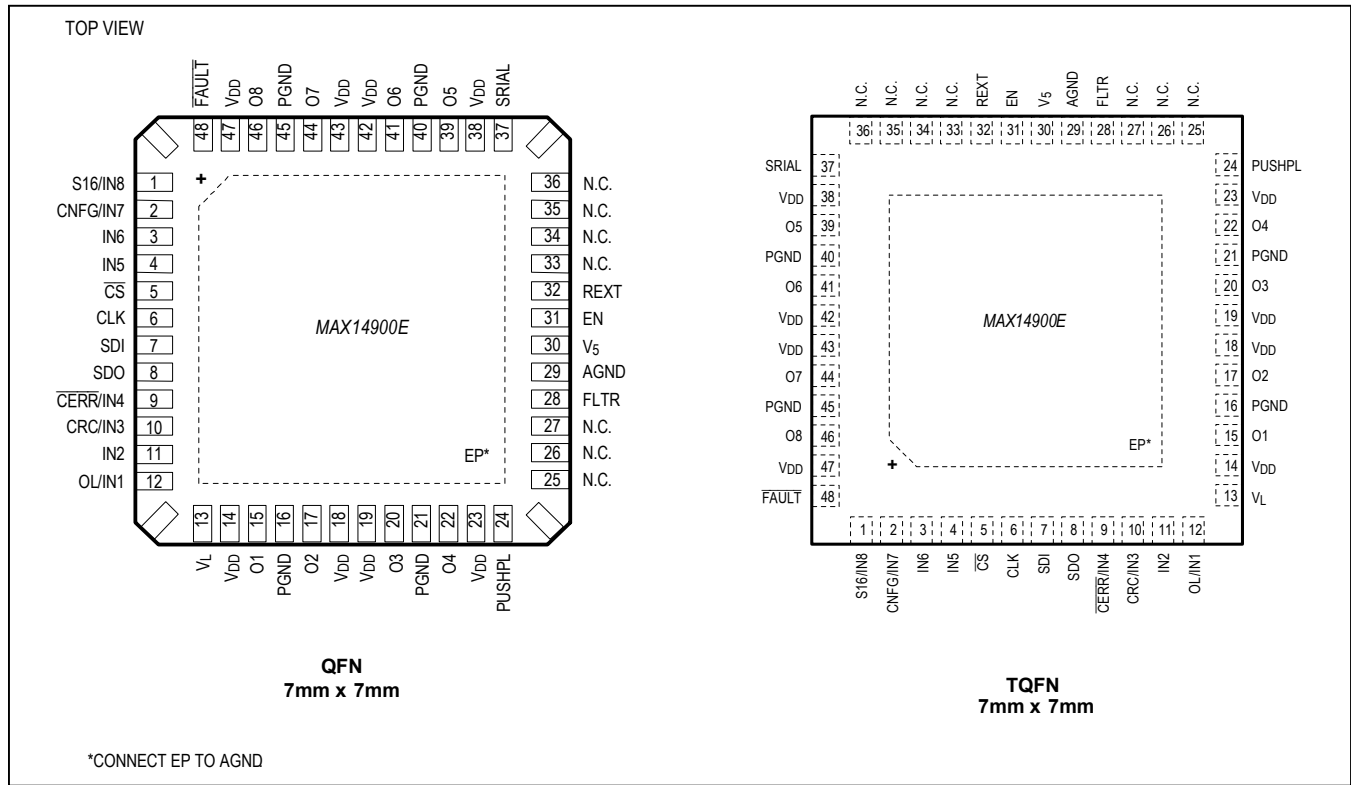 TOP VIEW
FAULT VDD O8 PGND O7 VDD VDD O6 PGND O5 VDD SRIAL
48 47 46 45 44 43 42 41 40 39 38 37
S16/IN8 1
CNFG/IN7 2
IN6 3
IN5 4
CS 5
CLK 6
SDI 7
SDO 8
CERR/IN4 9
CRC/IN3 10
IN2 11
OL/IN1 12
+
MAX14900E
EP*
36 N.C.
35 N.C.
34 N.C.
33 N.C.
32 REXT
31 EN
30 V5
29 AGND
28 FLTR
27 N.C.
26 N.C.
25 N.C.
13 14 15 16 17 18 19 20 21 22 23 24
VL VDD O1 PGND O2 VDD VDD O3 PGND O4 VDD PUSHPL
QFN
7mm x 7mm
N.C. N.C. N.C. N.C. REXT EN V5 AGND FLTR N.C. N.C. N.C.
36 35 34 33 32 31 30 29 28 27 26 25
SRIAL 37
VDD 38
O5 39
PGND 40
O6 41
VDD 42
VDD 43
O7 44
PGND 45
O8 46
VDD 47
FAULT 48
MAX14900E
EP*
+
24 PUSHPL
23 VDD
22 O4
21 PGND
20 O3
19 VDD
18 VDD
17 O2
16 PGND
15 O1
14 VDD
13 VL
1 2 3 4 5 6 7 8 9 10 11 12
S16/IN8 CNFG/IN7 IN6 IN5 CS CLK SDI SDO CERR/IN4 CRC/IN3 IN2 OL/IN1
TQFN
7mm x 7mm
*CONNECT EP TO AGND.